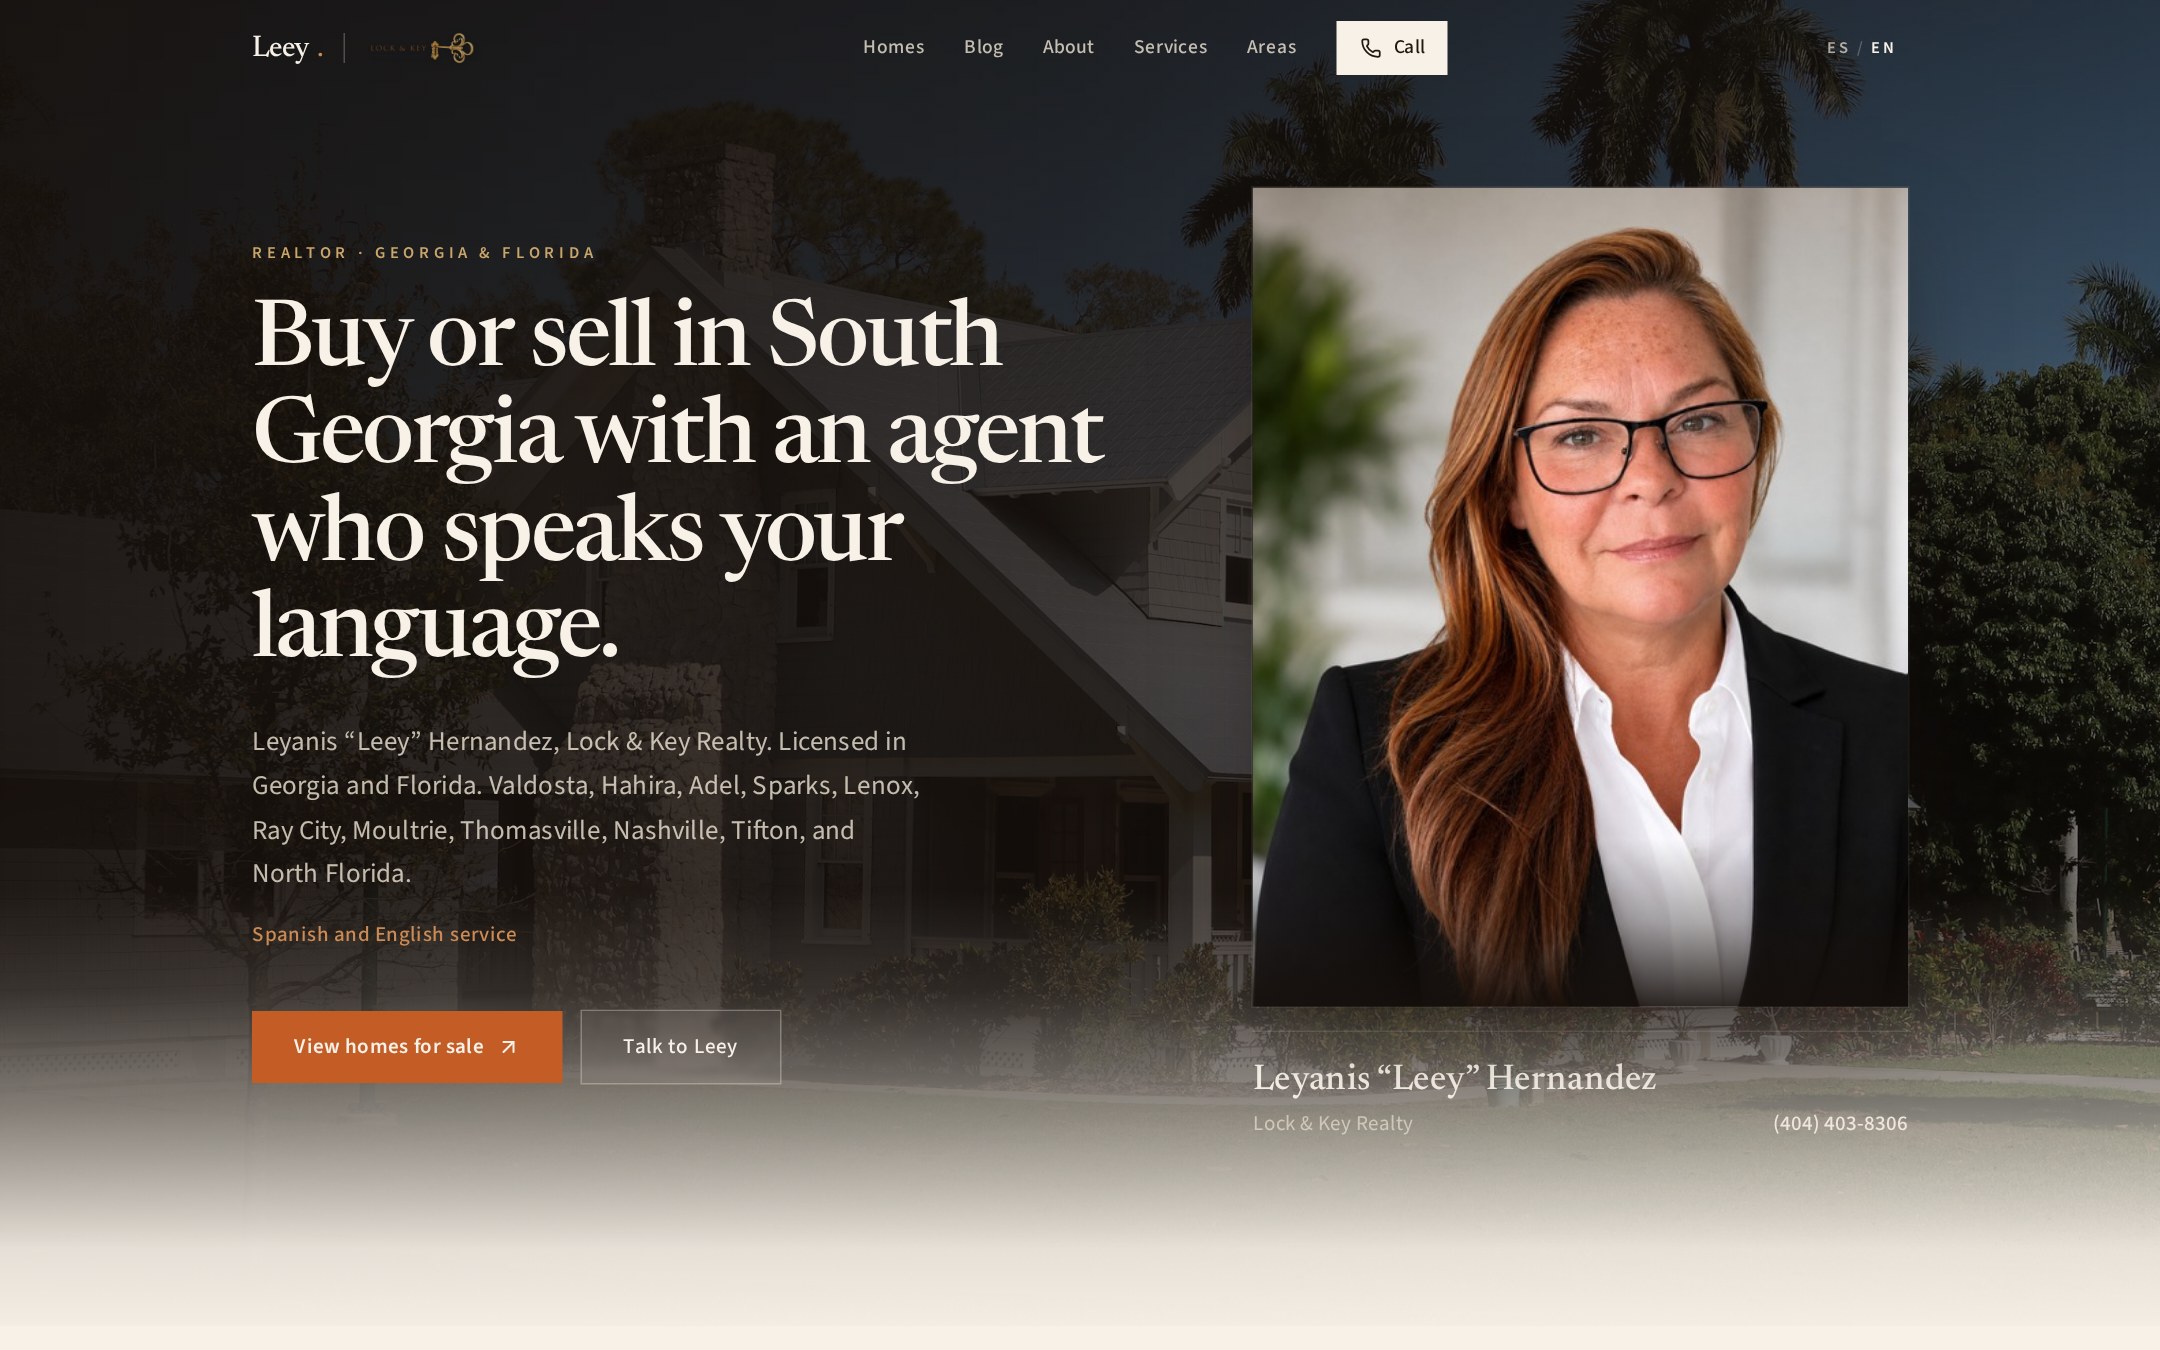 Leey .
LOCK & KEY
Homes
Blog
About
Services
Areas
Call
ES / EN
REALTOR · GEORGIA & FLORIDA
Buy or sell in South
Georgia with an agent
who speaks your
language.
Leyanis “Leey” Hernandez, Lock & Key Realty. Licensed in
Georgia and Florida. Valdosta, Hahira, Adel, Sparks, Lenox,
Ray City, Moultrie, Thomasville, Nashville, Tifton, and
North Florida.
Spanish and English service
View homes for sale
Talk to Leey
Leyanis “Leey” Hernandez
Lock & Key Realty
(404) 403-8306